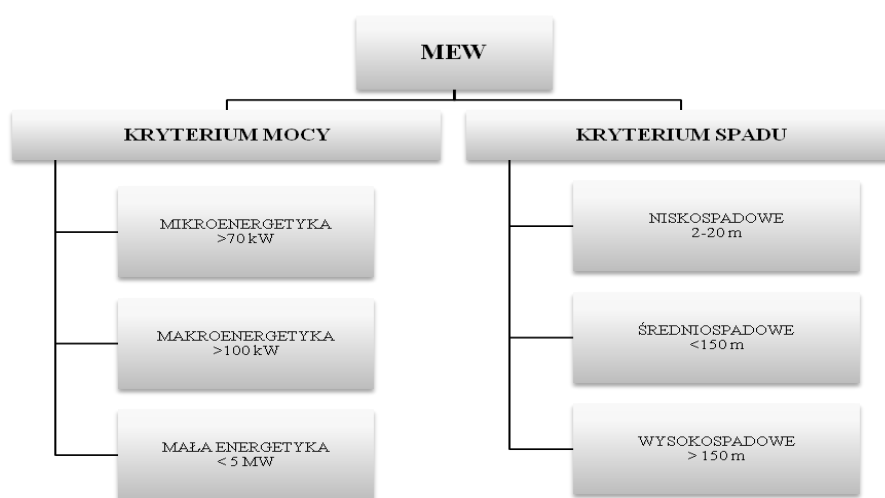 MEW
KRYTERIUM MOCY
MIKROENERGETYKA
>70 kW
MAKROENERGETYKA
>100 kW
MAŁA ENERGETYKA
< 5 MW
KRYTERIUM SPADU
NISKOSPADOWE
2-20 m
ŚREDNIOSPADOWE
<150 m
WYSOKOSPADOWE
> 150 m